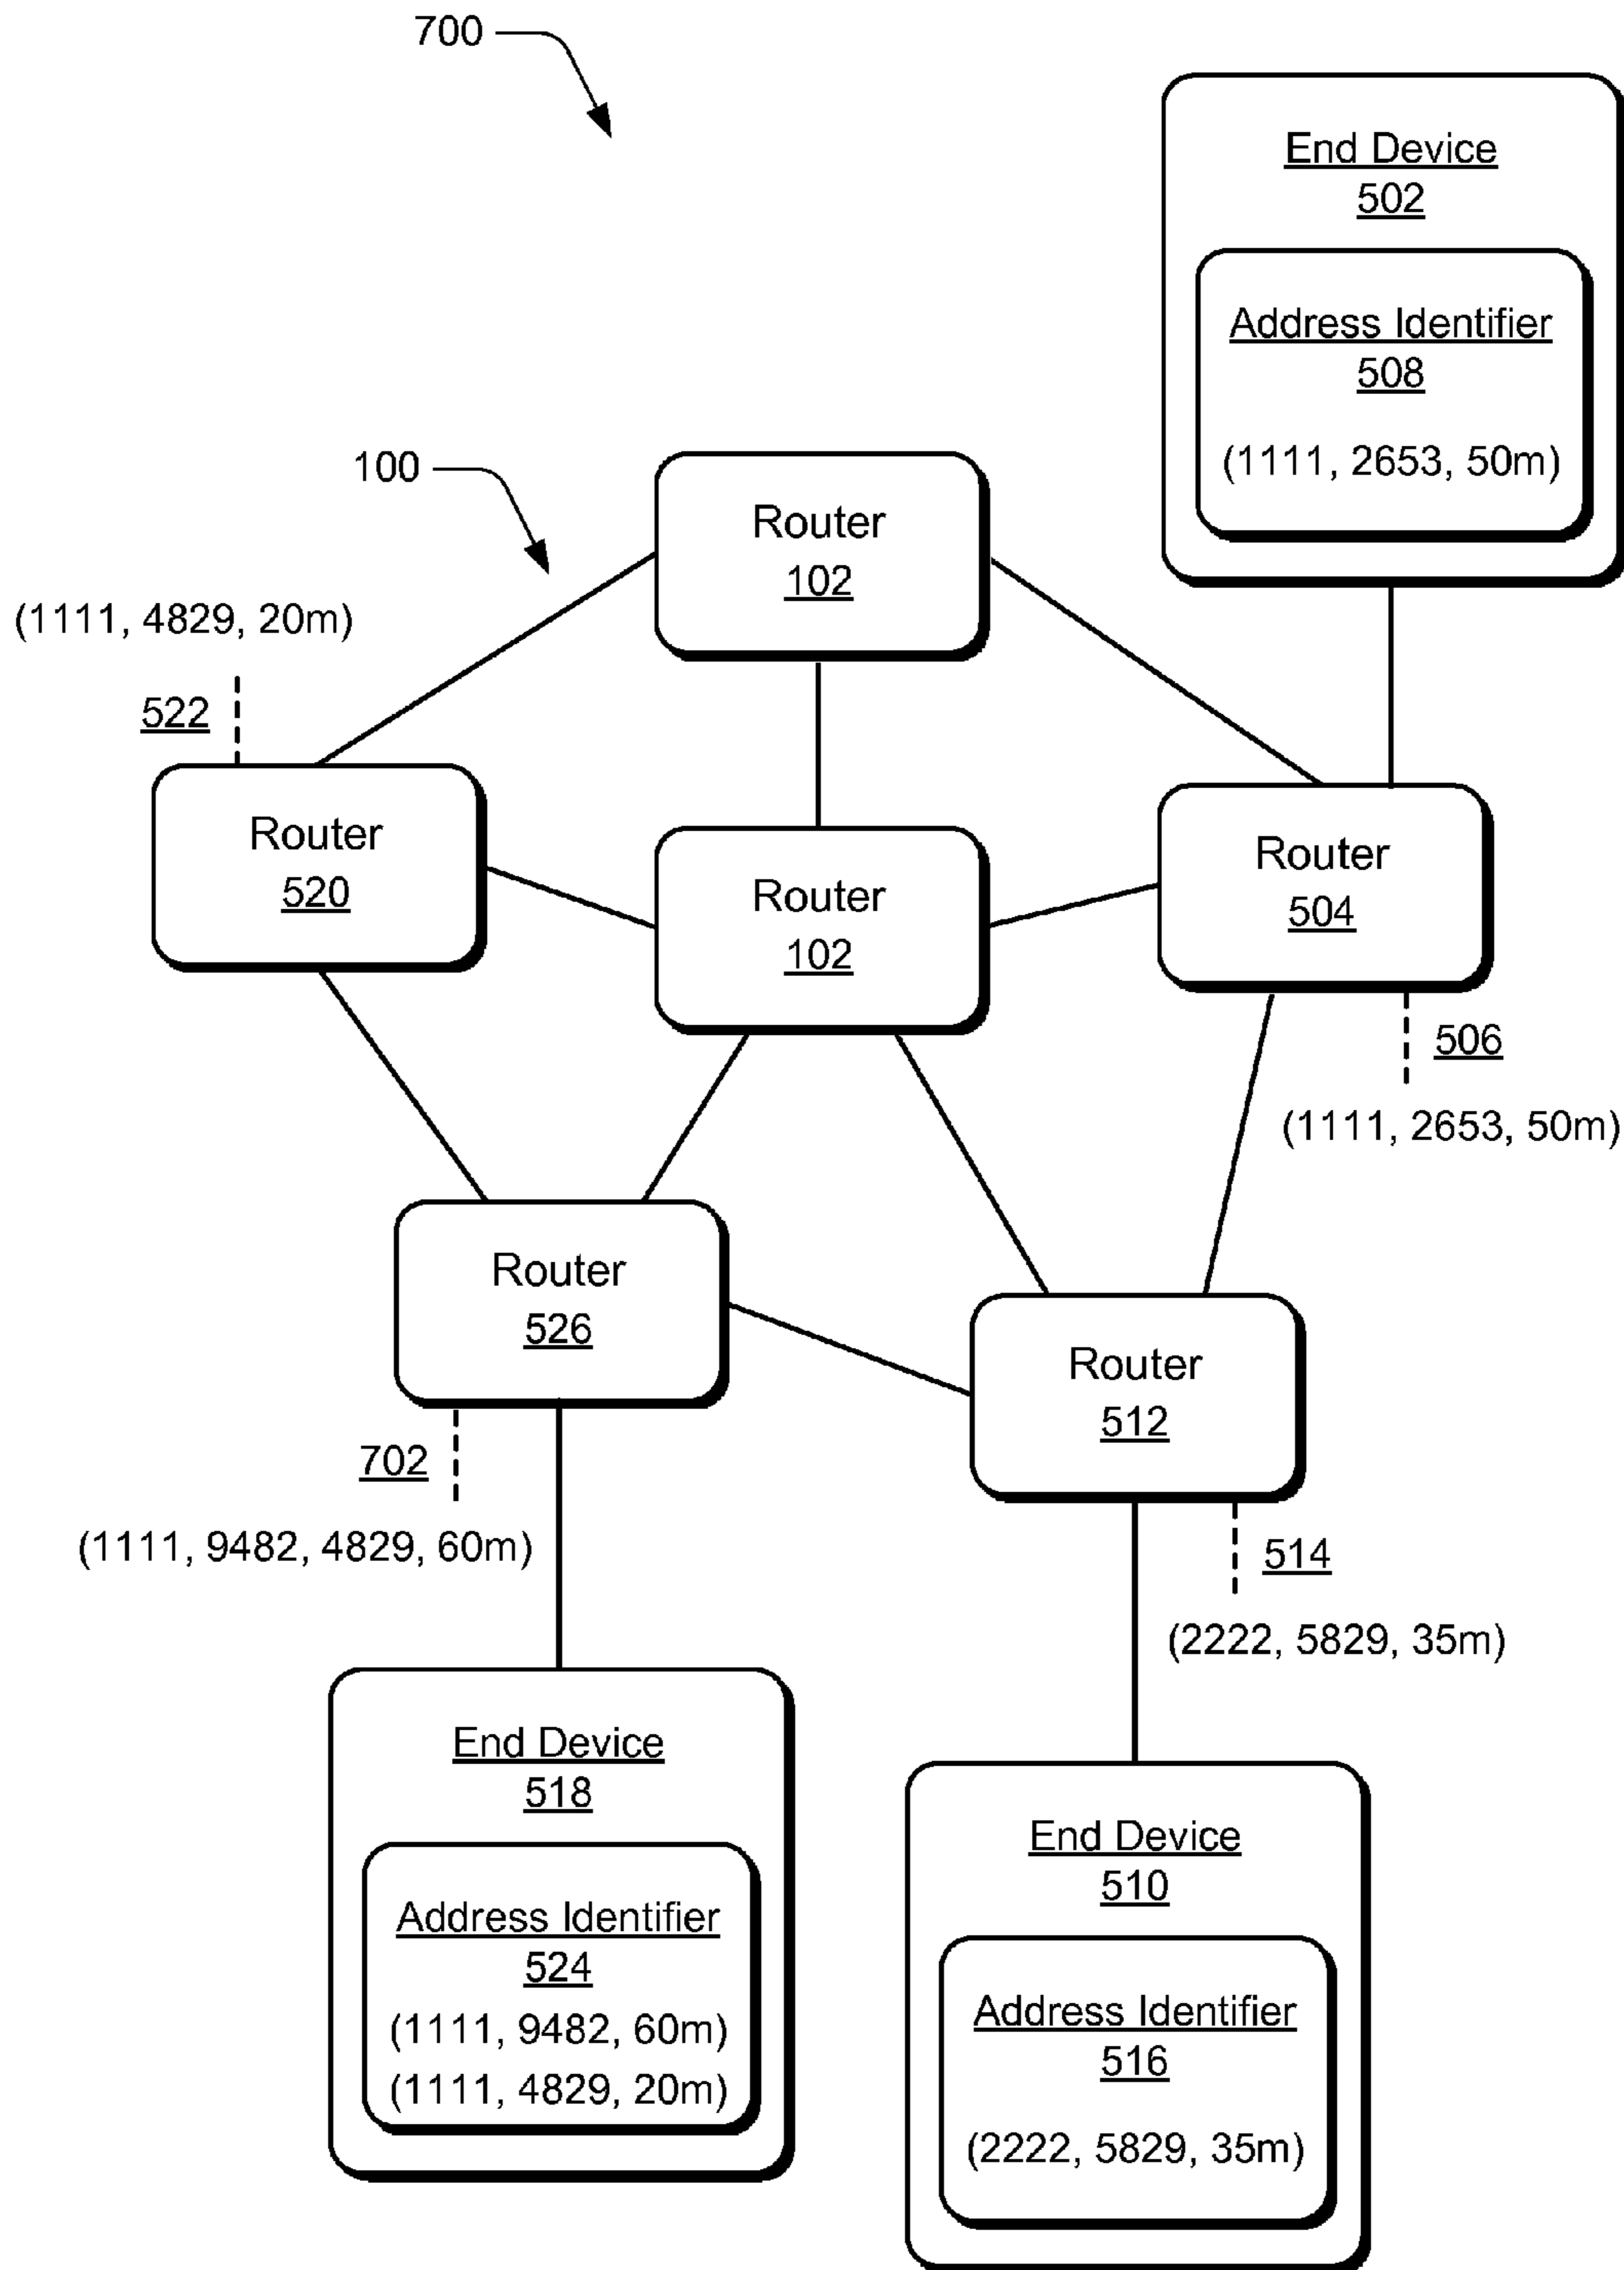 700
End Device
502
Address Identifier
508
(1111, 2653, 50m)
100
Router
102
(1111, 4829, 20m)
522
Router
520
Router
102
Router
504
506
(1111, 2653, 50m)
Router
526
Router
512
702
(1111, 9482, 4829, 60m)
514
(2222, 5829, 35m)
End Device
518
Address Identifier
524
(1111, 9482, 60m)
(1111, 4829, 20m)
End Device
510
Address Identifier
516
(2222, 5829, 35m)